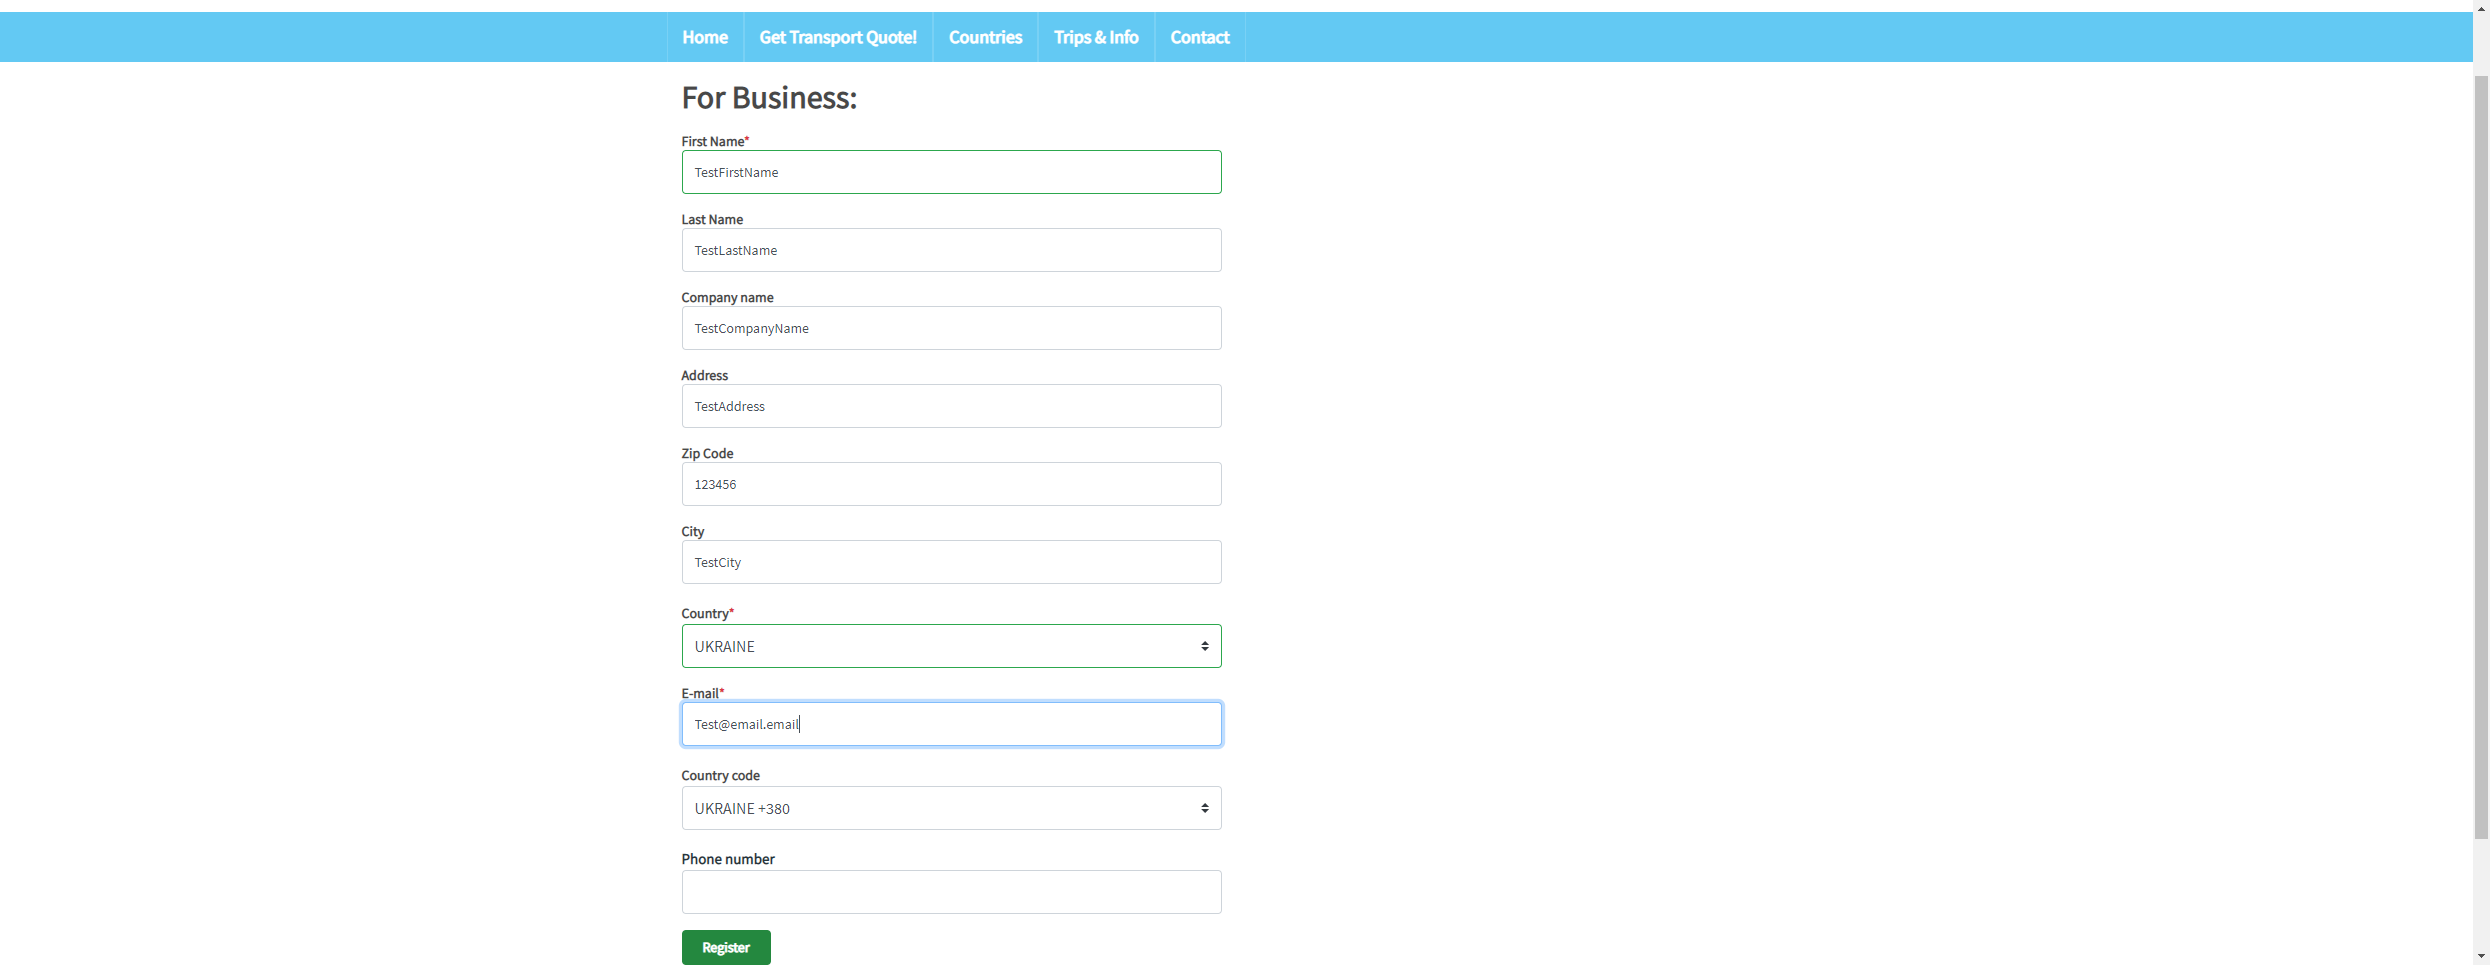 Home Get Transport Quote! Countries Trips & Info Contact
For Business:
First Name*
TestFirstName
Last Name
TestLastName
Company name
TestCompanyName
Address
TestAddress
Zip Code
123456
City
TestCity
Country*
UKRAINE
E-mail*
Test@email.email
Country code
UKRAINE +380
Phone number
Register